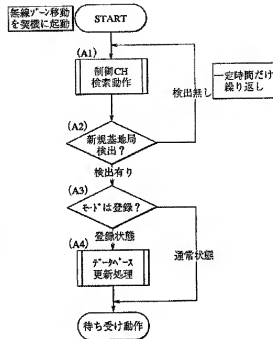 無線ゾーン移動
を契機に起動
START
(A1)
制御CH
検索動作
検出無し
一定時間だけ
繰り返し
(A2)
新規基地局
検出？
検出有り
(A3)
モードは登録？
登録状態
通常状態
(A4)
データベース
更新処理
待ち受け動作